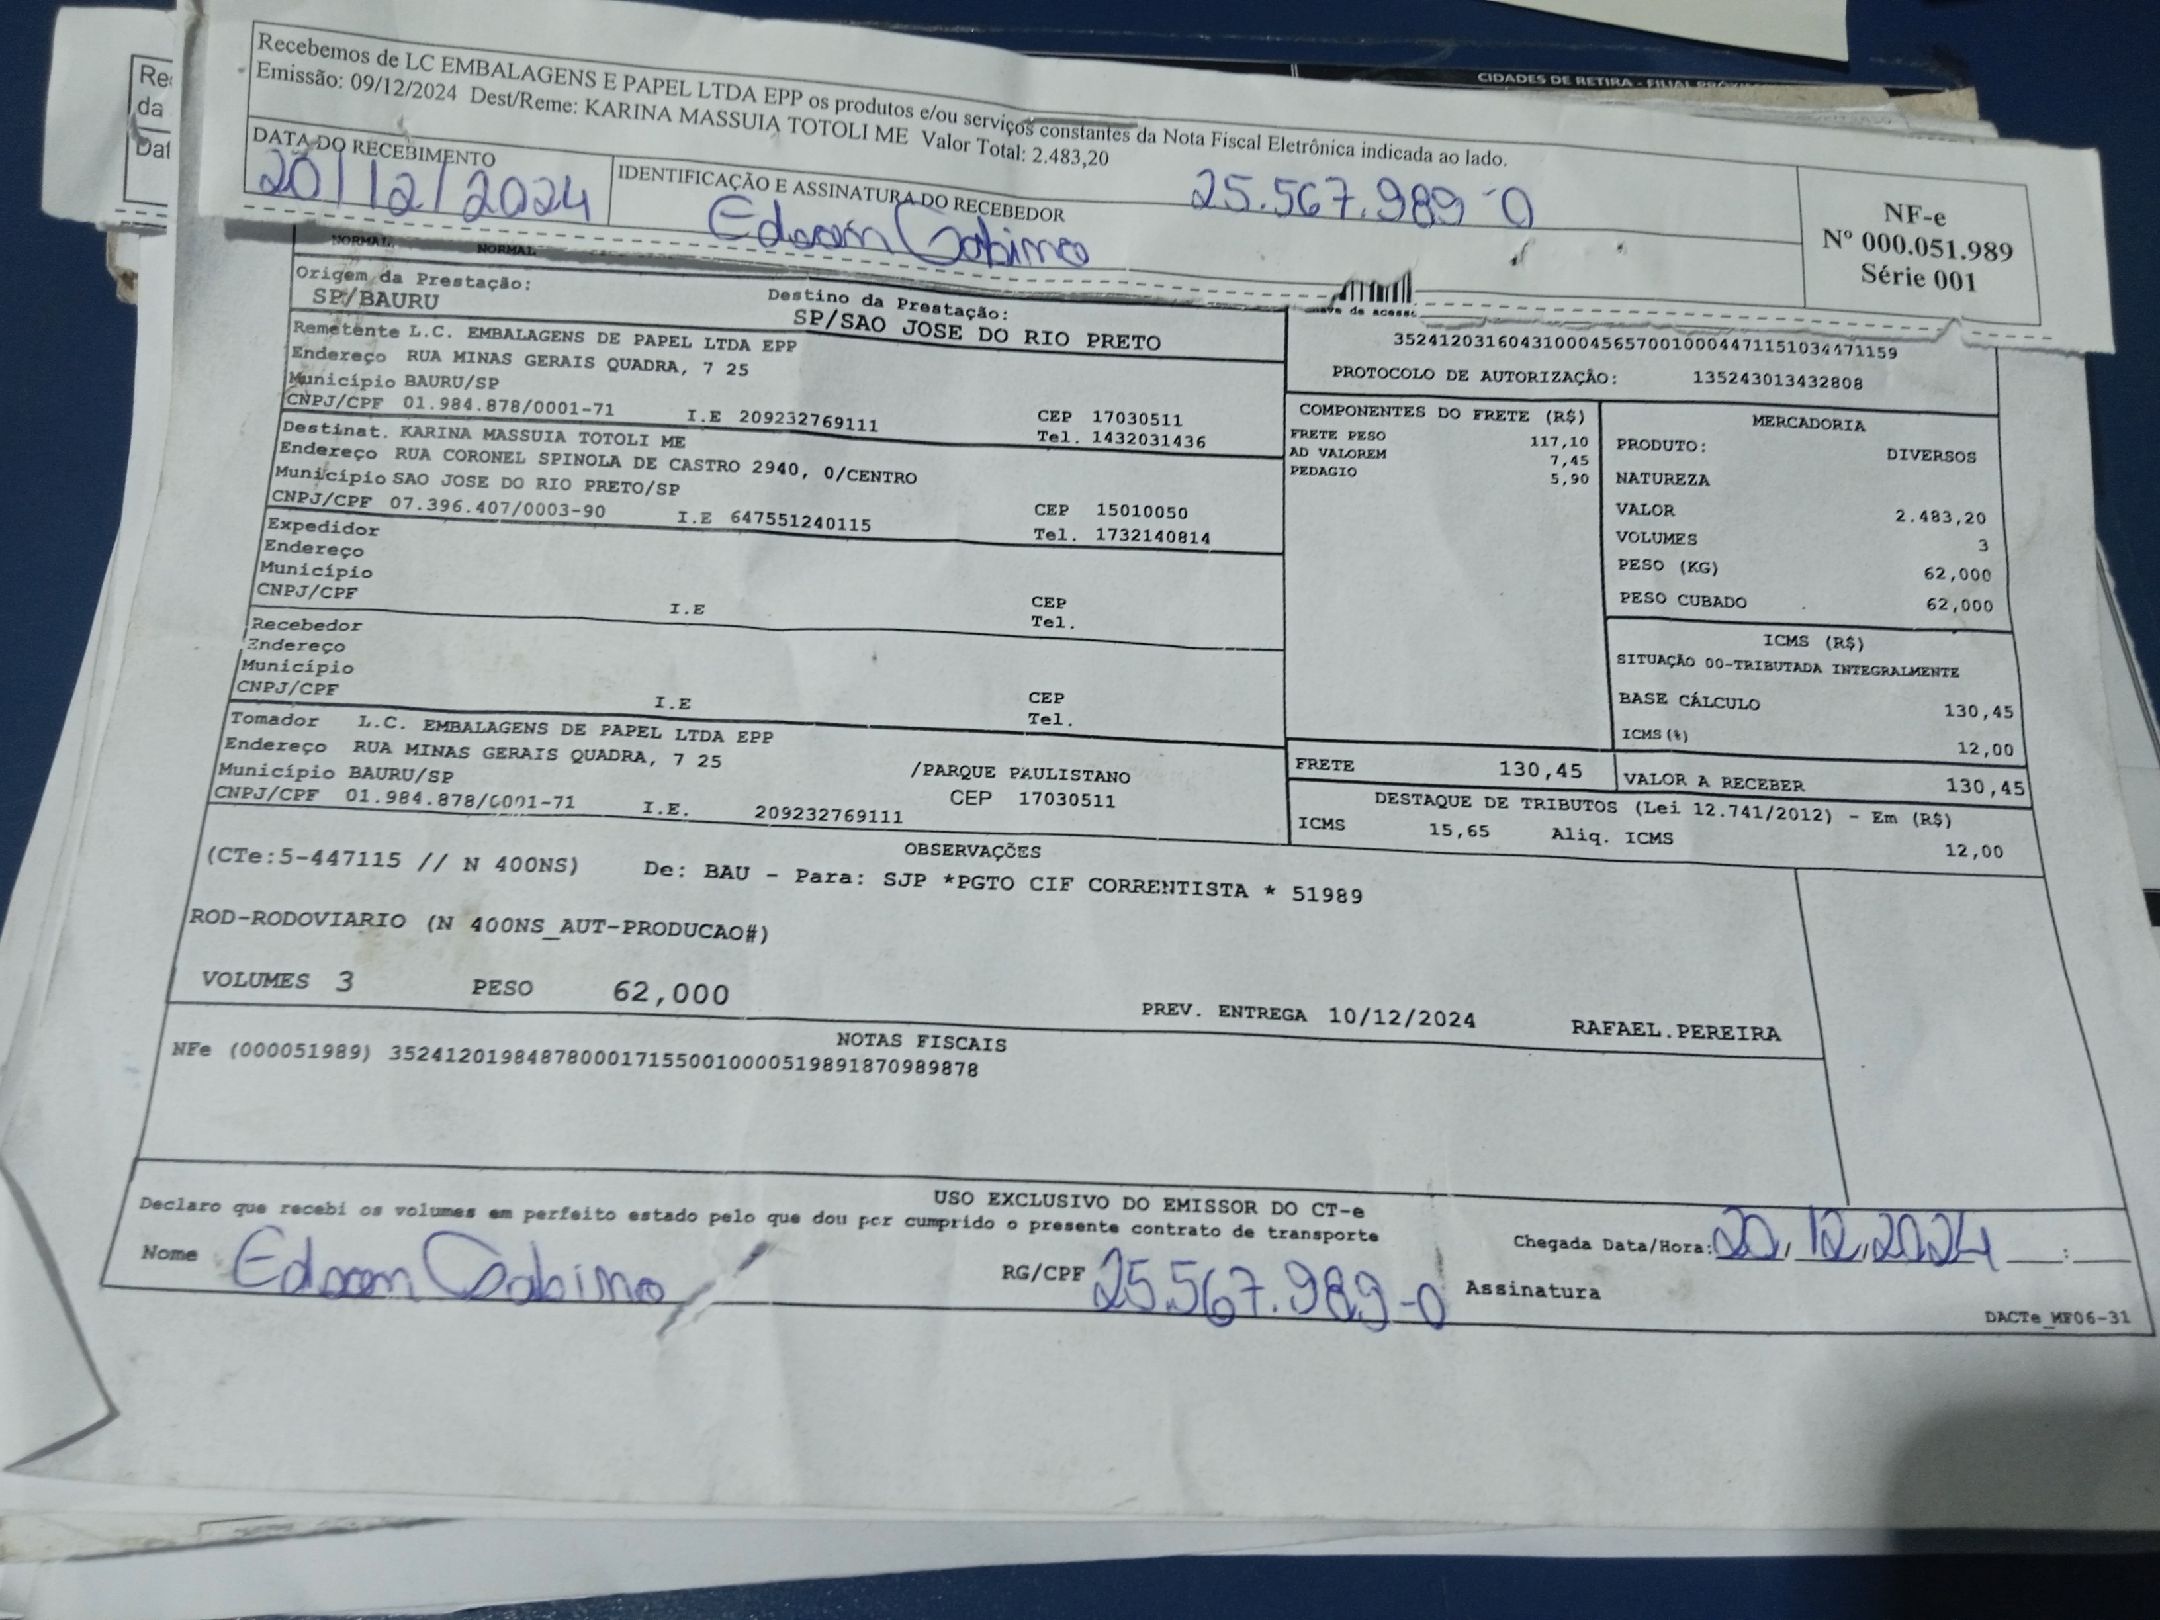 CIDADES DE RETIRA - FILIAL
Re
da
Dat
Recebemos de LC EMBALAGENS E PAPEL LTDA EPP os produtos e/ou serviços constantes da Nota Fiscal Eletrônica indicada ao lado.
Emissão: 09/12/2024 Dest/Reme: KARINA MASSUIA TOTOLI ME Valor Total: 2.483,20
DATA DO RECEBIMENTO
20/12/2024
IDENTIFICAÇÃO E ASSINATURA DO RECEBEDOR
25.567.989-0
NF-e
Nº 000.051.989
Série 001
NORMAL NORMAL
Origem da Prestação:
SP/BAURU
Destino da Prestação:
SP/SAO JOSE DO RIO PRETO
de acesso
35241203160431000456570010004471151034471159
PROTOCOLO DE AUTORIZAÇÃO: 135243013432808
Remetente L.C. EMBALAGENS DE PAPEL LTDA EPP
Endereço RUA MINAS GERAIS QUADRA, 7 25
Município BAURU/SP
CNPJ/CPF 01.984.878/0001-71 I.E 209232769111
CEP 17030511
Tel. 1432031436
Destinat. KARINA MASSUIA TOTOLI ME
Endereço RUA CORONEL SPINOLA DE CASTRO 2940, 0/CENTRO
Município SAO JOSE DO RIO PRETO/SP
CNPJ/CPF 07.396.407/0003-90 I.E 647551240115
CEP 15010050
Tel. 1732140814
Expedidor
Endereço
Município
CNPJ/CPF I.E
CEP
Tel.
Recebedor
Endereço
Município
CNPJ/CPF I.E
CEP
Tel.
Tomador L.C. EMBALAGENS DE PAPEL LTDA EPP
Endereço RUA MINAS GERAIS QUADRA, 7 25 /PARQUE PAULISTANO
Município BAURU/SP CEP 17030511
CNPJ/CPF 01.984.878/0001-71 I.E. 209232769111
COMPONENTES DO FRETE (R$)
FRETE PESO 117,10
AD VALOREM 7,45
PEDAGIO 5,90
MERCADORIA
PRODUTO: DIVERSOS
NATUREZA
VALOR 2.483,20
VOLUMES 3
PESO (KG) 62,000
PESO CUBADO 62,000
ICMS (R$)
SITUAÇÃO 00-TRIBUTADA INTEGRALMENTE
BASE CÁLCULO 130,45
ICMS(%) 12,00
FRETE 130,45
VALOR A RECEBER 130,45
DESTAQUE DE TRIBUTOS (Lei 12.741/2012) - Em (R$)
ICMS 15,65 Aliq. ICMS 12,00
OBSERVAÇÕES
(CTe:5-447115 // N 400NS) De: BAU - Para: SJP *PGTO CIF CORRENTISTA * 51989
ROD-RODOVIARIO (N 400NS_AUT-PRODUCAO#)
VOLUMES 3 PESO 62,000
PREV. ENTREGA 10/12/2024 RAFAEL.PEREIRA
NOTAS FISCAIS
NFe (000051989) 35241201984878000171550010000519891870989878
USO EXCLUSIVO DO EMISSOR DO CT-e
Declaro que recebi os volumes em perfeito estado pelo que dou por cumprido o presente contrato de transporte
Chegada Data/Hora: 20/12/2024 __:__
Nome
RG/CPF 25.567.989-0
Assinatura
DACTe_MF06-31